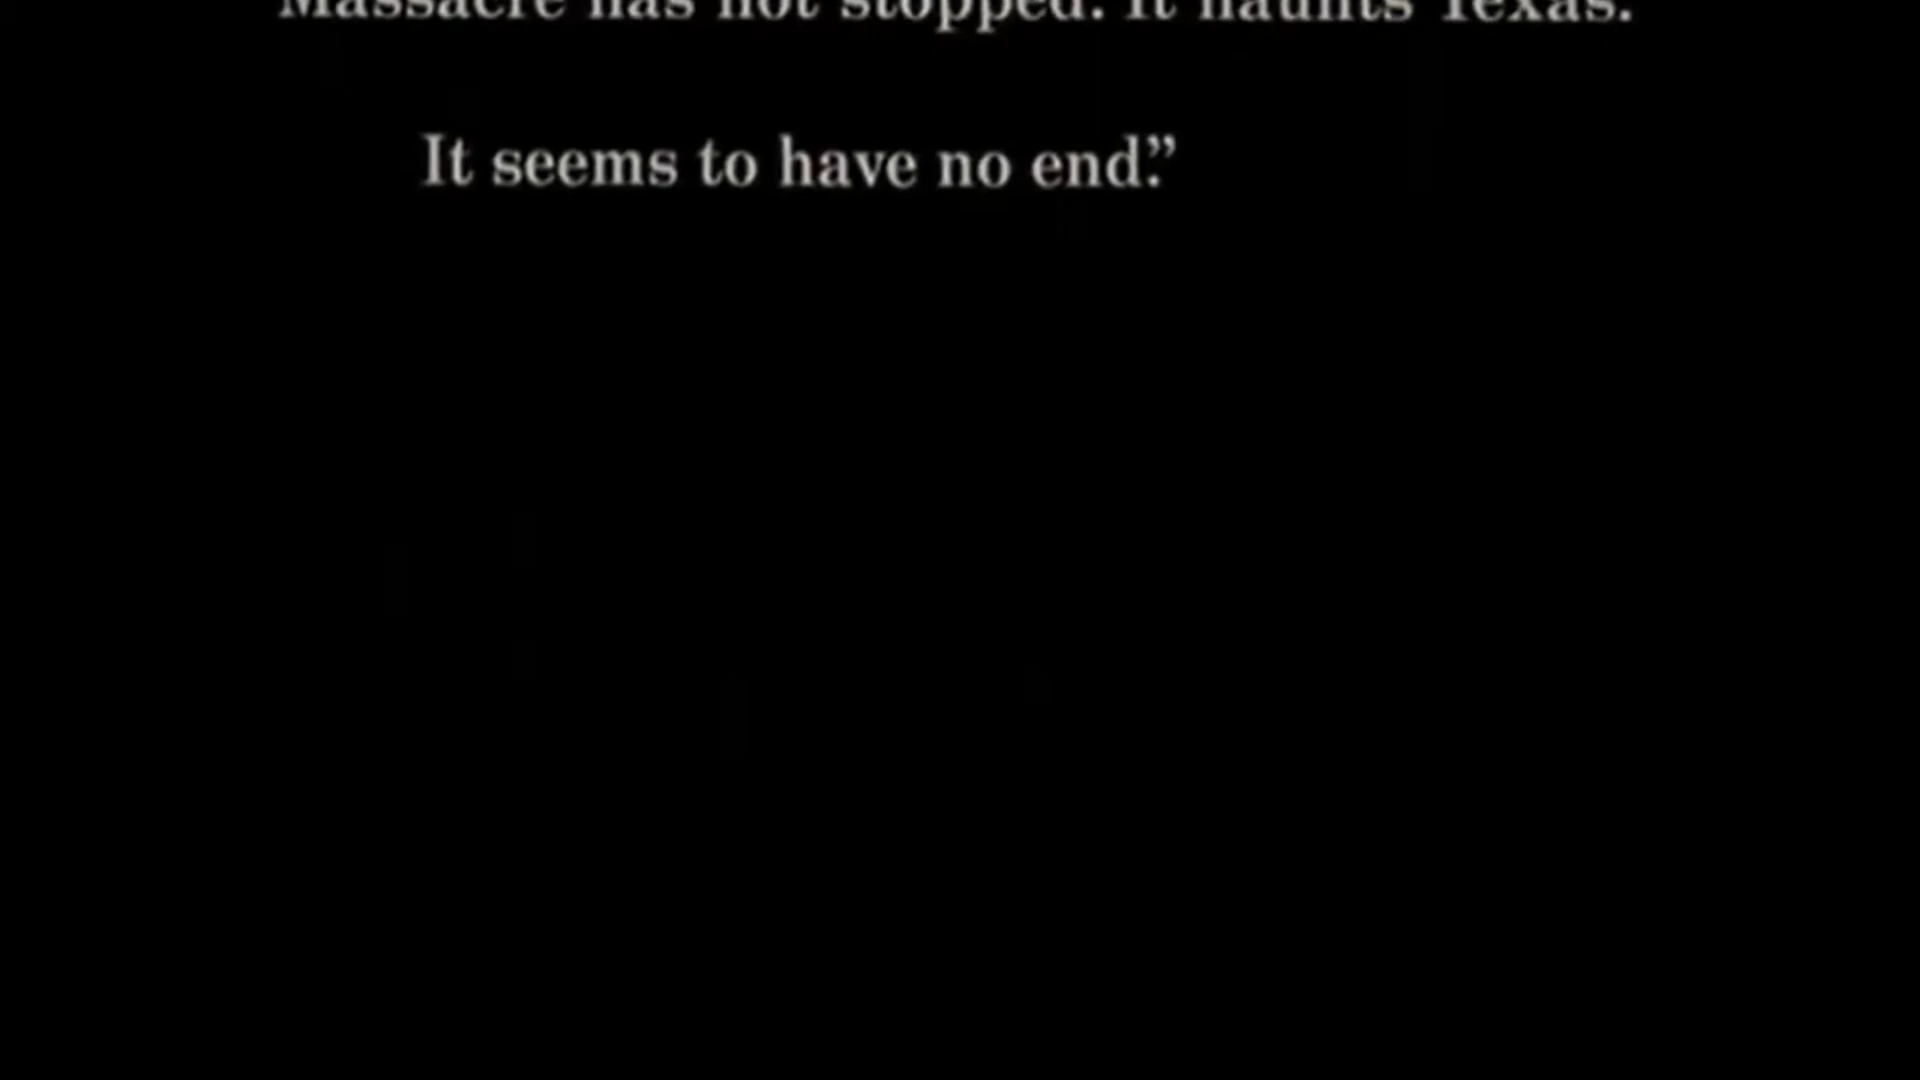 Massacre has not stopped. It haunts Texas.
It seems to have no end.”